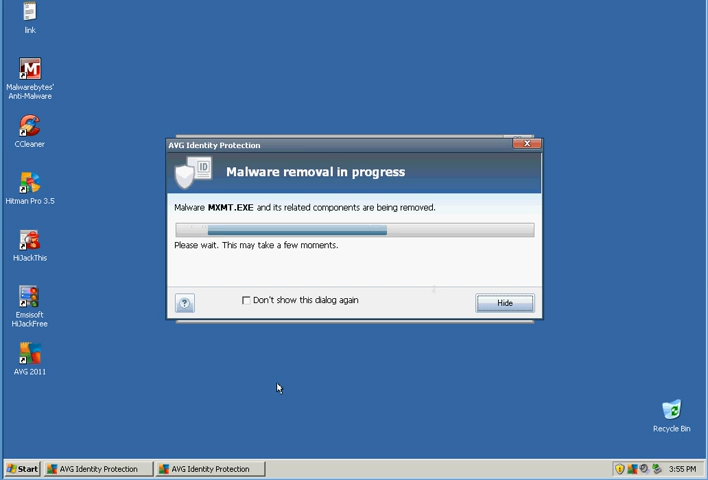 link
Malwarebytes'
Anti-Malware
CCleaner
Hitman Pro 3.5
HiJackThis
Emsisoft
HiJackFree
AVG 2011
AVG Identity Protection
ID
Malware removal in progress
Malware MXMT.EXE and its related components are being removed.
Please wait. This may take a few moments.
Don't show this dialog again
Hide
Recycle Bin
Start
AVG Identity Protection
AVG Identity Protection
3:55 PM